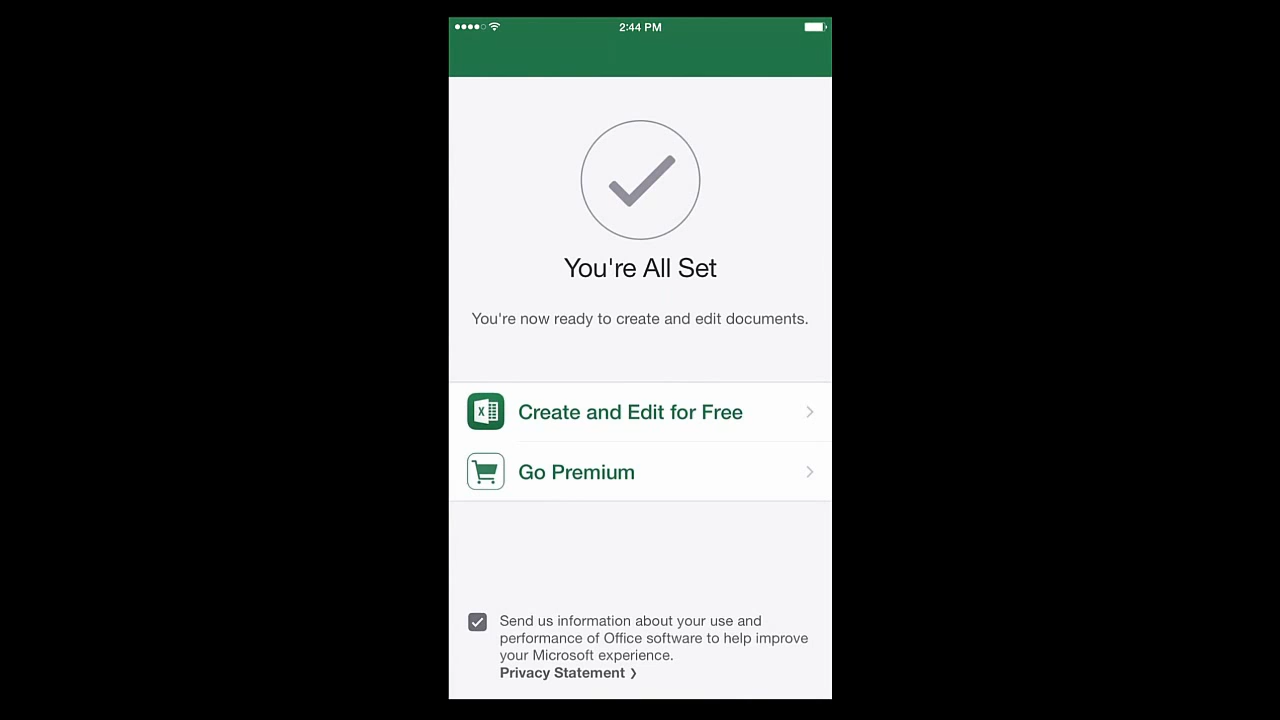 2:44 PM
You're All Set
You're now ready to create and edit documents.
X
Create and Edit for Free
Go Premium
Send us information about your use and
performance of Office software to help improve
your Microsoft experience.
Privacy Statement ❯